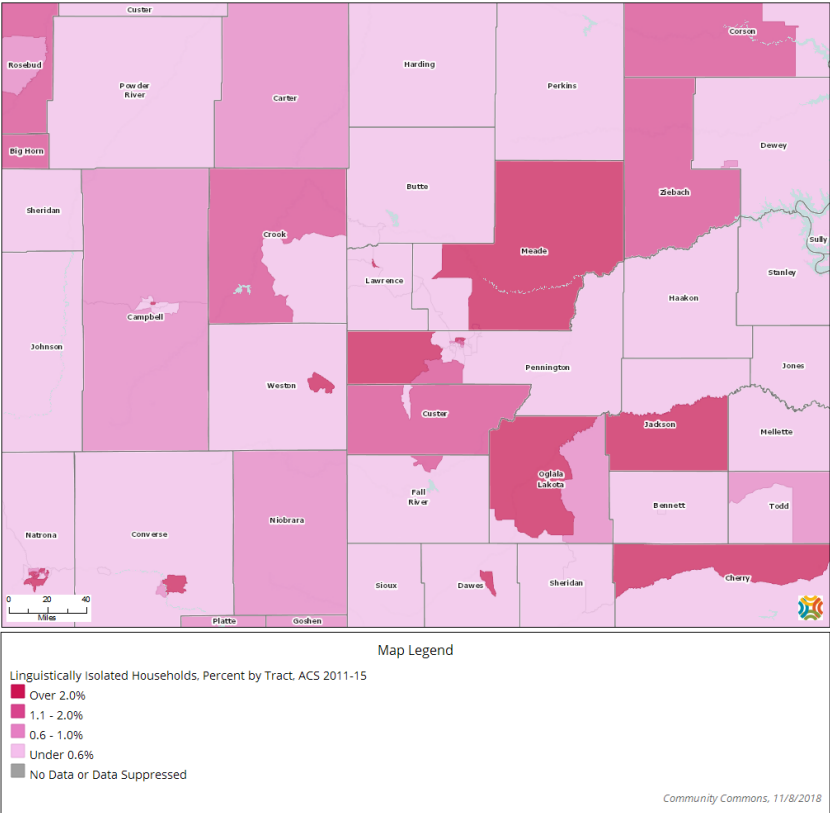 Custer
Corson
Rosebud
Harding
Powder
River
Perkins
Carter
Dewey
Big Horn
Butte
Ziebach
Sheridan
Crook
Sully
Meade
Stanley
Lawrence
Haakon
Campbell
Johnson
Pennington
Jones
Weston
Custer
Jackson
Mellette
Oglala
Lakota
Fall
River
Bennett
Todd
Niobrara
Natrona
Converse
Sioux
Dawes
Sheridan
Cherry
0 20 40
Miles
Platte
Goshen
Map Legend
Linguistically Isolated Households, Percent by Tract, ACS 2011-15
Over 2.0%
1.1 - 2.0%
0.6 - 1.0%
Under 0.6%
No Data or Data Suppressed
Community Commons, 11/8/2018